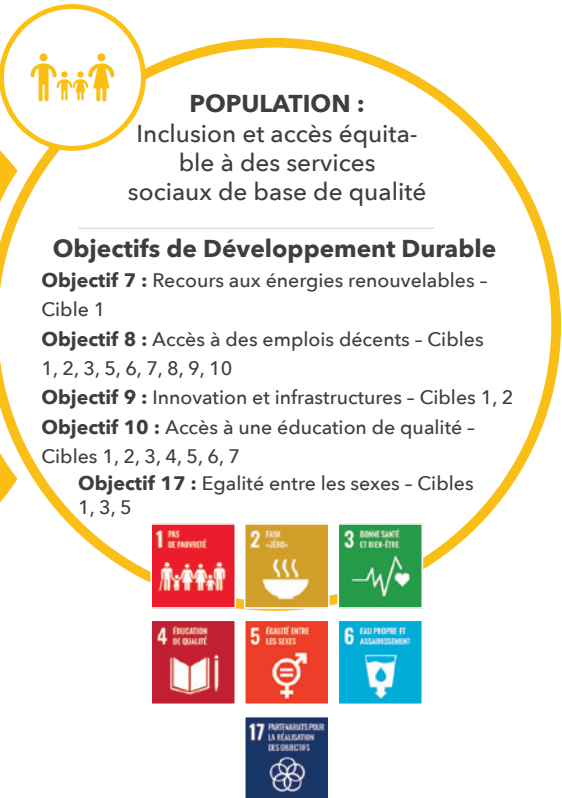 POPULATION :
Inclusion et accès équita-
ble à des services
sociaux de base de qualité
Objectifs de Développement Durable
Objectif 7 : Recours aux énergies renouvelables –
Cible 1
Objectif 8 : Accès à des emplois décents – Cibles
1, 2, 3, 5, 6, 7, 8, 9, 10
Objectif 9 : Innovation et infrastructures – Cibles 1, 2
Objectif 10 : Accès à une éducation de qualité –
Cibles 1, 2, 3, 4, 5, 6, 7
Objectif 17 : Egalité entre les sexes – Cibles
1, 3, 5
1 PAS
DE PAUVRETÉ
2 FAIM
«ZÉRO»
3 BONNE SANTÉ
ET BIEN-ÊTRE
4 ÉDUCATION
DE QUALITÉ
5 ÉGALITÉ ENTRE
LES SEXES
6 EAU PROPRE ET
ASSAINISSEMENT
17 PARTENARIATS POUR
LA RÉALISATION
DES OBJECTIFS